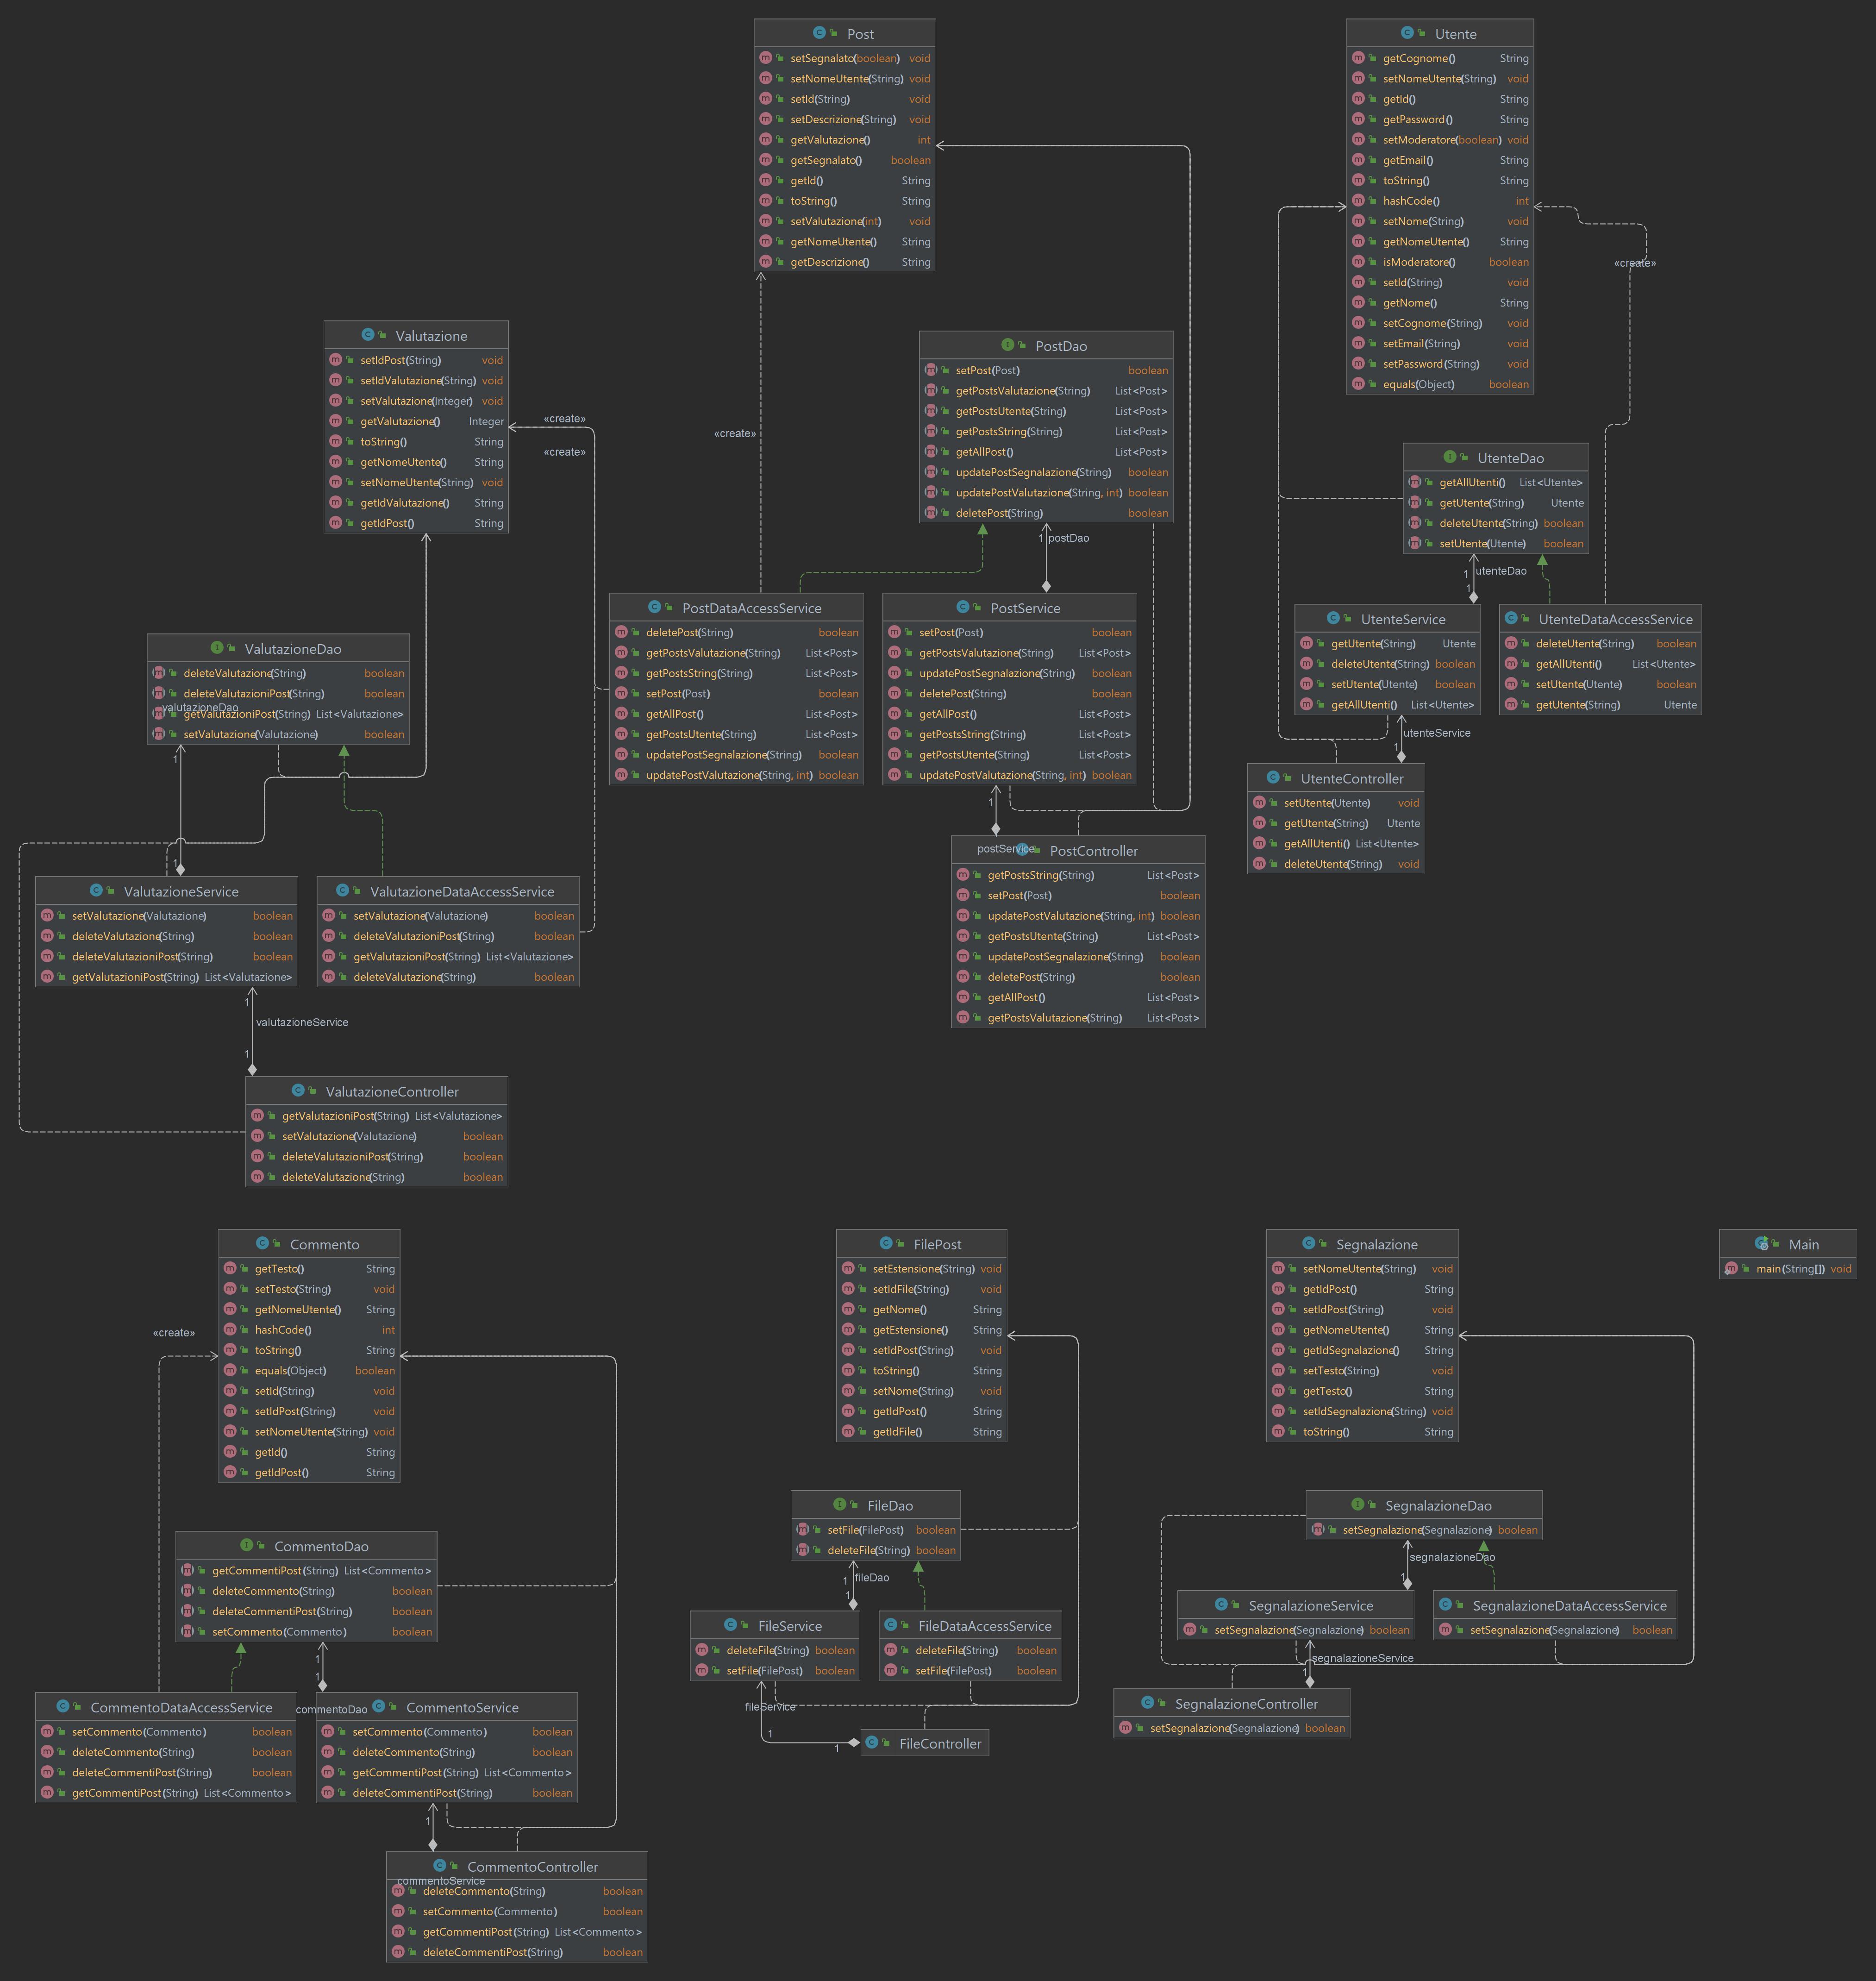 Post
setSegnalato(boolean) void
setNomeUtente(String) void
setId(String) void
setDescrizione(String) void
getValutazione() int
getSegnalato() boolean
getId() String
toString() String
setValutazione(int) void
getNomeUtente() String
getDescrizione() String
Utente
getCognome() String
setNomeUtente(String) void
getId() String
getPassword() String
setModeratore(boolean) void
getEmail() String
toString() String
hashCode() int
setNome(String) void
getNomeUtente() String
isModeratore() boolean
setId(String) void
getNome() String
setCognome(String) void
setEmail(String) void
setPassword(String) void
equals(Object) boolean
«create»
Valutazione
setIdPost(String) void
setIdValutazione(String) void
setValutazione(Integer) void
getValutazione() Integer
toString() String
getNomeUtente() String
setNomeUtente(String) void
getIdValutazione() String
getIdPost() String
«create»
«create»
«create»
PostDao
setPost(Post) boolean
getPostsValutazione(String) List<Post>
getPostsUtente(String) List<Post>
getPostsString(String) List<Post>
getAllPost() List<Post>
updatePostSegnalazione(String) boolean
updatePostValutazione(String, int) boolean
deletePost(String) boolean
1 postDao
UtenteDao
getAllUtenti() List<Utente>
getUtente(String) Utente
deleteUtente(String) boolean
setUtente(Utente) boolean
1 utenteDao
1
PostDataAccessService
deletePost(String) boolean
getPostsValutazione(String) List<Post>
getPostsString(String) List<Post>
setPost(Post) boolean
getAllPost() List<Post>
getPostsUtente(String) List<Post>
updatePostSegnalazione(String) boolean
updatePostValutazione(String, int) boolean
PostService
setPost(Post) boolean
getPostsValutazione(String) List<Post>
updatePostSegnalazione(String) boolean
deletePost(String) boolean
getAllPost() List<Post>
getPostsString(String) List<Post>
getPostsUtente(String) List<Post>
updatePostValutazione(String, int) boolean
1
postService
UtenteService
getUtente(String) Utente
deleteUtente(String) boolean
setUtente(Utente) boolean
getAllUtenti() List<Utente>
utenteService
1
UtenteDataAccessService
deleteUtente(String) boolean
getAllUtenti() List<Utente>
setUtente(Utente) boolean
getUtente(String) Utente
UtenteController
setUtente(Utente) void
getUtente(String) Utente
getAllUtenti() List<Utente>
deleteUtente(String) void
ValutazioneDao
deleteValutazione(String) boolean
deleteValutazioniPost(String) boolean
valutazioneDao
getValutazioniPost(String) List<Valutazione>
setValutazione(Valutazione) boolean
1
1
PostController
getPostsString(String) List<Post>
setPost(Post) boolean
updatePostValutazione(String, int) boolean
getPostsUtente(String) List<Post>
updatePostSegnalazione(String) boolean
deletePost(String) boolean
getAllPost() List<Post>
getPostsValutazione(String) List<Post>
ValutazioneService
setValutazione(Valutazione) boolean
deleteValutazione(String) boolean
deleteValutazioniPost(String) boolean
getValutazioniPost(String) List<Valutazione>
ValutazioneDataAccessService
setValutazione(Valutazione) boolean
deleteValutazioniPost(String) boolean
getValutazioniPost(String) List<Valutazione>
deleteValutazione(String) boolean
1
valutazioneService
1
ValutazioneController
getValutazioniPost(String) List<Valutazione>
setValutazione(Valutazione) boolean
deleteValutazioniPost(String) boolean
deleteValutazione(String) boolean
Commento
getTesto() String
setTesto(String) void
getNomeUtente() String
hashCode() int
toString() String
equals(Object) boolean
setId(String) void
setIdPost(String) void
setNomeUtente(String) void
getId() String
getIdPost() String
«create»
FilePost
setEstensione(String) void
setIdFile(String) void
getNome() String
getEstensione() String
setIdPost(String) void
toString() String
setNome(String) void
getIdPost() String
getIdFile() String
Segnalazione
setNomeUtente(String) void
getIdPost() String
setIdPost(String) void
getNomeUtente() String
getIdSegnalazione() String
setTesto(String) void
getTesto() String
setIdSegnalazione(String) void
toString() String
Main
main(String[]) void
CommentoDao
getCommentiPost(String) List<Commento>
deleteCommento(String) boolean
deleteCommentiPost(String) boolean
setCommento(Commento) boolean
1
1
commentoDao
FileDao
setFile(FilePost) boolean
deleteFile(String) boolean
1 fileDao
1
SegnalazioneDao
setSegnalazione(Segnalazione) boolean
segnalazioneDao
1
FileService
deleteFile(String) boolean
setFile(FilePost) boolean
fileService
1
1
FileDataAccessService
deleteFile(String) boolean
setFile(FilePost) boolean
FileController
SegnalazioneService
setSegnalazione(Segnalazione) boolean
segnalazioneService
1
SegnalazioneDataAccessService
setSegnalazione(Segnalazione) boolean
SegnalazioneController
setSegnalazione(Segnalazione) boolean
CommentoDataAccessService
setCommento(Commento) boolean
deleteCommento(String) boolean
deleteCommentiPost(String) boolean
getCommentiPost(String) List<Commento>
CommentoService
setCommento(Commento) boolean
deleteCommento(String) boolean
getCommentiPost(String) List<Commento>
deleteCommentiPost(String) boolean
1
CommentoController
commentoService
deleteCommento(String) boolean
setCommento(Commento) boolean
getCommentiPost(String) List<Commento>
deleteCommentiPost(String) boolean